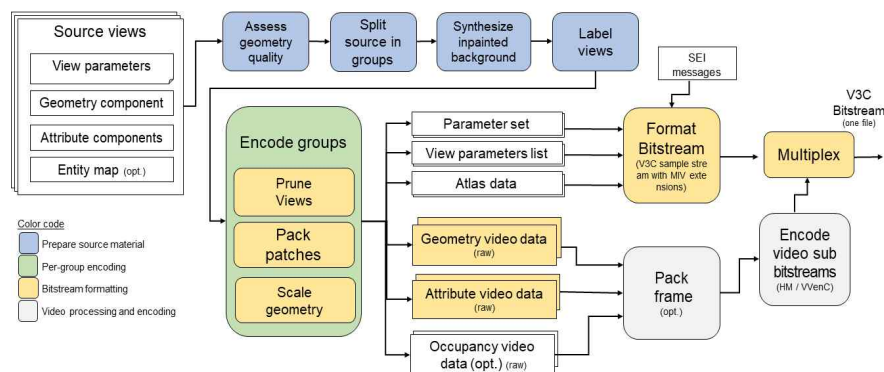 Source views
View parameters
Geometry component
Attribute components
Entity map (opt.)
Assess
geometry
quality
Split
source in
groups
Synthesize
inpainted
background
Label
views
SEI
messages
V3C
Bitstream
(one file)
Encode groups
Prune
Views
Pack
patches
Scale
geometry
Parameter set
View parameters list
Atlas data
Geometry video data
(raw)
Attribute video data
(raw)
Occupancy video
data (opt.) (raw)
Format
Bitstream
(V3C sample stre
am with MIV exte
nsions)
Multiplex
Pack
frame
(opt.)
Encode
video sub
bitstreams
(HM / VVenC)
Color code
Prepare source material
Per-group encoding
Bitstream formatting
Video processing and encoding